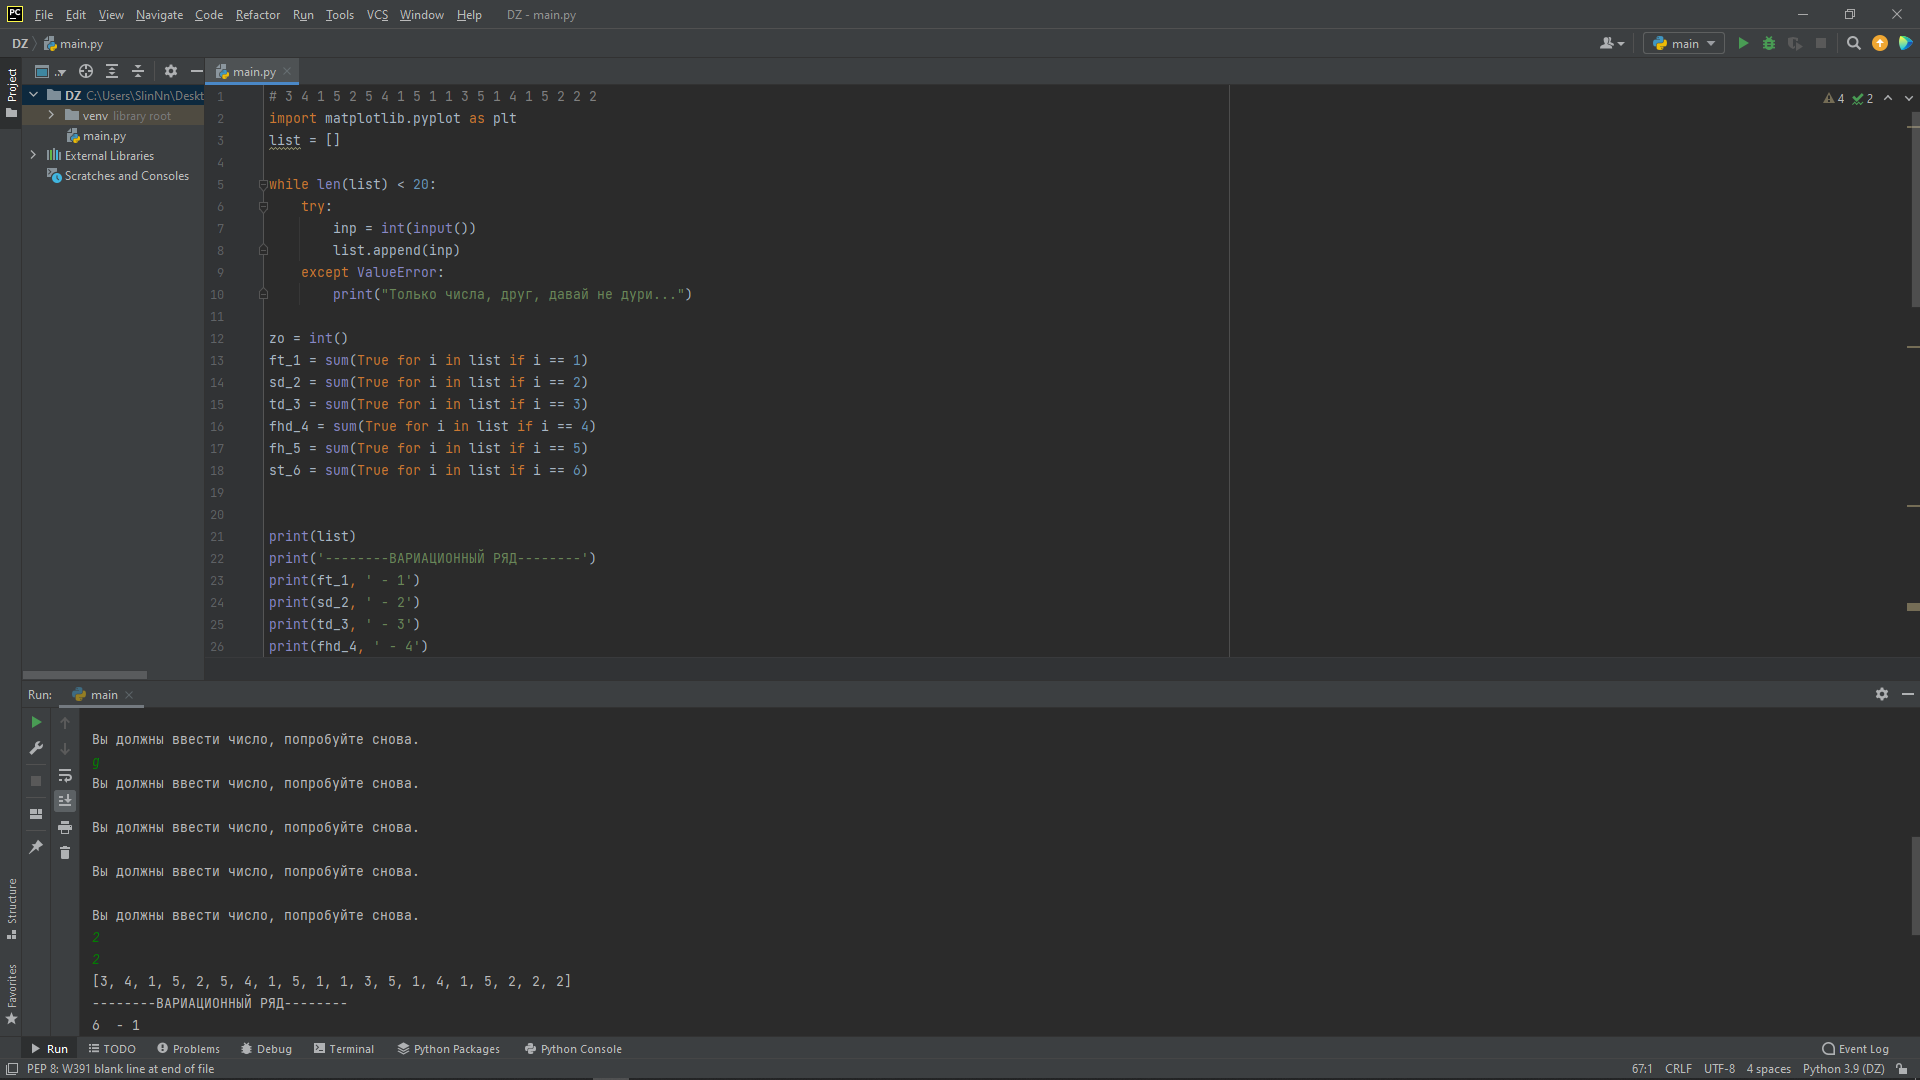 PC File Edit View Navigate Code Refactor Run Tools VCS Window Help DZ - main.py
DZ main.py main
Project main.py
DZ C:\Users\SlinNn\Deskt
venv library root
main.py
External Libraries
Scratches and Consoles
4 2
1 # 3 4 1 5 2 5 4 1 5 1 1 3 5 1 4 1 5 2 2 2
2 import matplotlib.pyplot as plt
3 list = []
4
5 while len(list) < 20:
6 try:
7 inp = int(input())
8 list.append(inp)
9 except ValueError:
10 print("Только числа, друг, давай не дури...")
11
12 zo = int()
13 ft_1 = sum(True for i in list if i == 1)
14 sd_2 = sum(True for i in list if i == 2)
15 td_3 = sum(True for i in list if i == 3)
16 fhd_4 = sum(True for i in list if i == 4)
17 fh_5 = sum(True for i in list if i == 5)
18 st_6 = sum(True for i in list if i == 6)
19
20
21 print(list)
22 print('--------ВАРИАЦИОННЫЙ РЯД--------')
23 print(ft_1, ' - 1')
24 print(sd_2, ' - 2')
25 print(td_3, ' - 3')
26 print(fhd_4, ' - 4')
Run: main
Вы должны ввести число, попробуйте снова.
g
Вы должны ввести число, попробуйте снова.
Вы должны ввести число, попробуйте снова.
Вы должны ввести число, попробуйте снова.
Вы должны ввести число, попробуйте снова.
2
2
[3, 4, 1, 5, 2, 5, 4, 1, 5, 1, 1, 3, 5, 1, 4, 1, 5, 2, 2, 2]
--------ВАРИАЦИОННЫЙ РЯД--------
6  - 1
Structure
Favorites
Run TODO Problems Debug Terminal Python Packages Python Console Event Log
PEP 8: W391 blank line at end of file 67:1 CRLF UTF-8 4 spaces Python 3.9 (DZ)